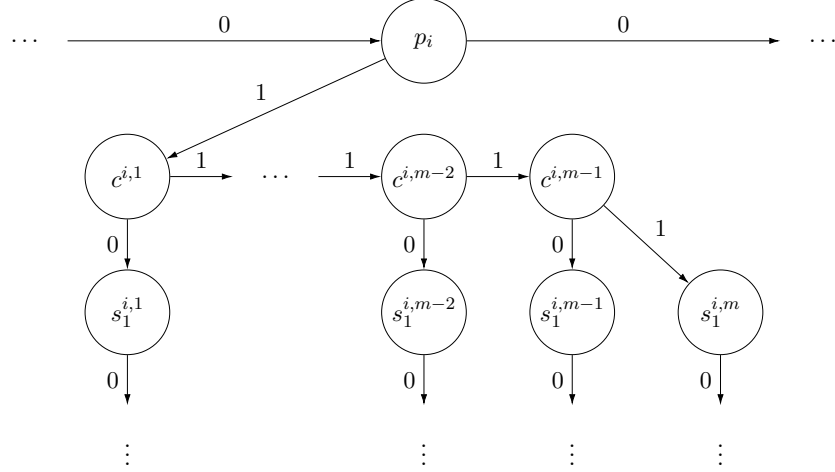 0 0
… p_i …
1
c^{i,1} 1 … 1 c^{i,m−2} 1 c^{i,m−1}
1
0 0 0
s_1^{i,1} s_1^{i,m−2} s_1^{i,m−1} s_1^{i,m}
0 0 0 0
⋮ ⋮ ⋮ ⋮